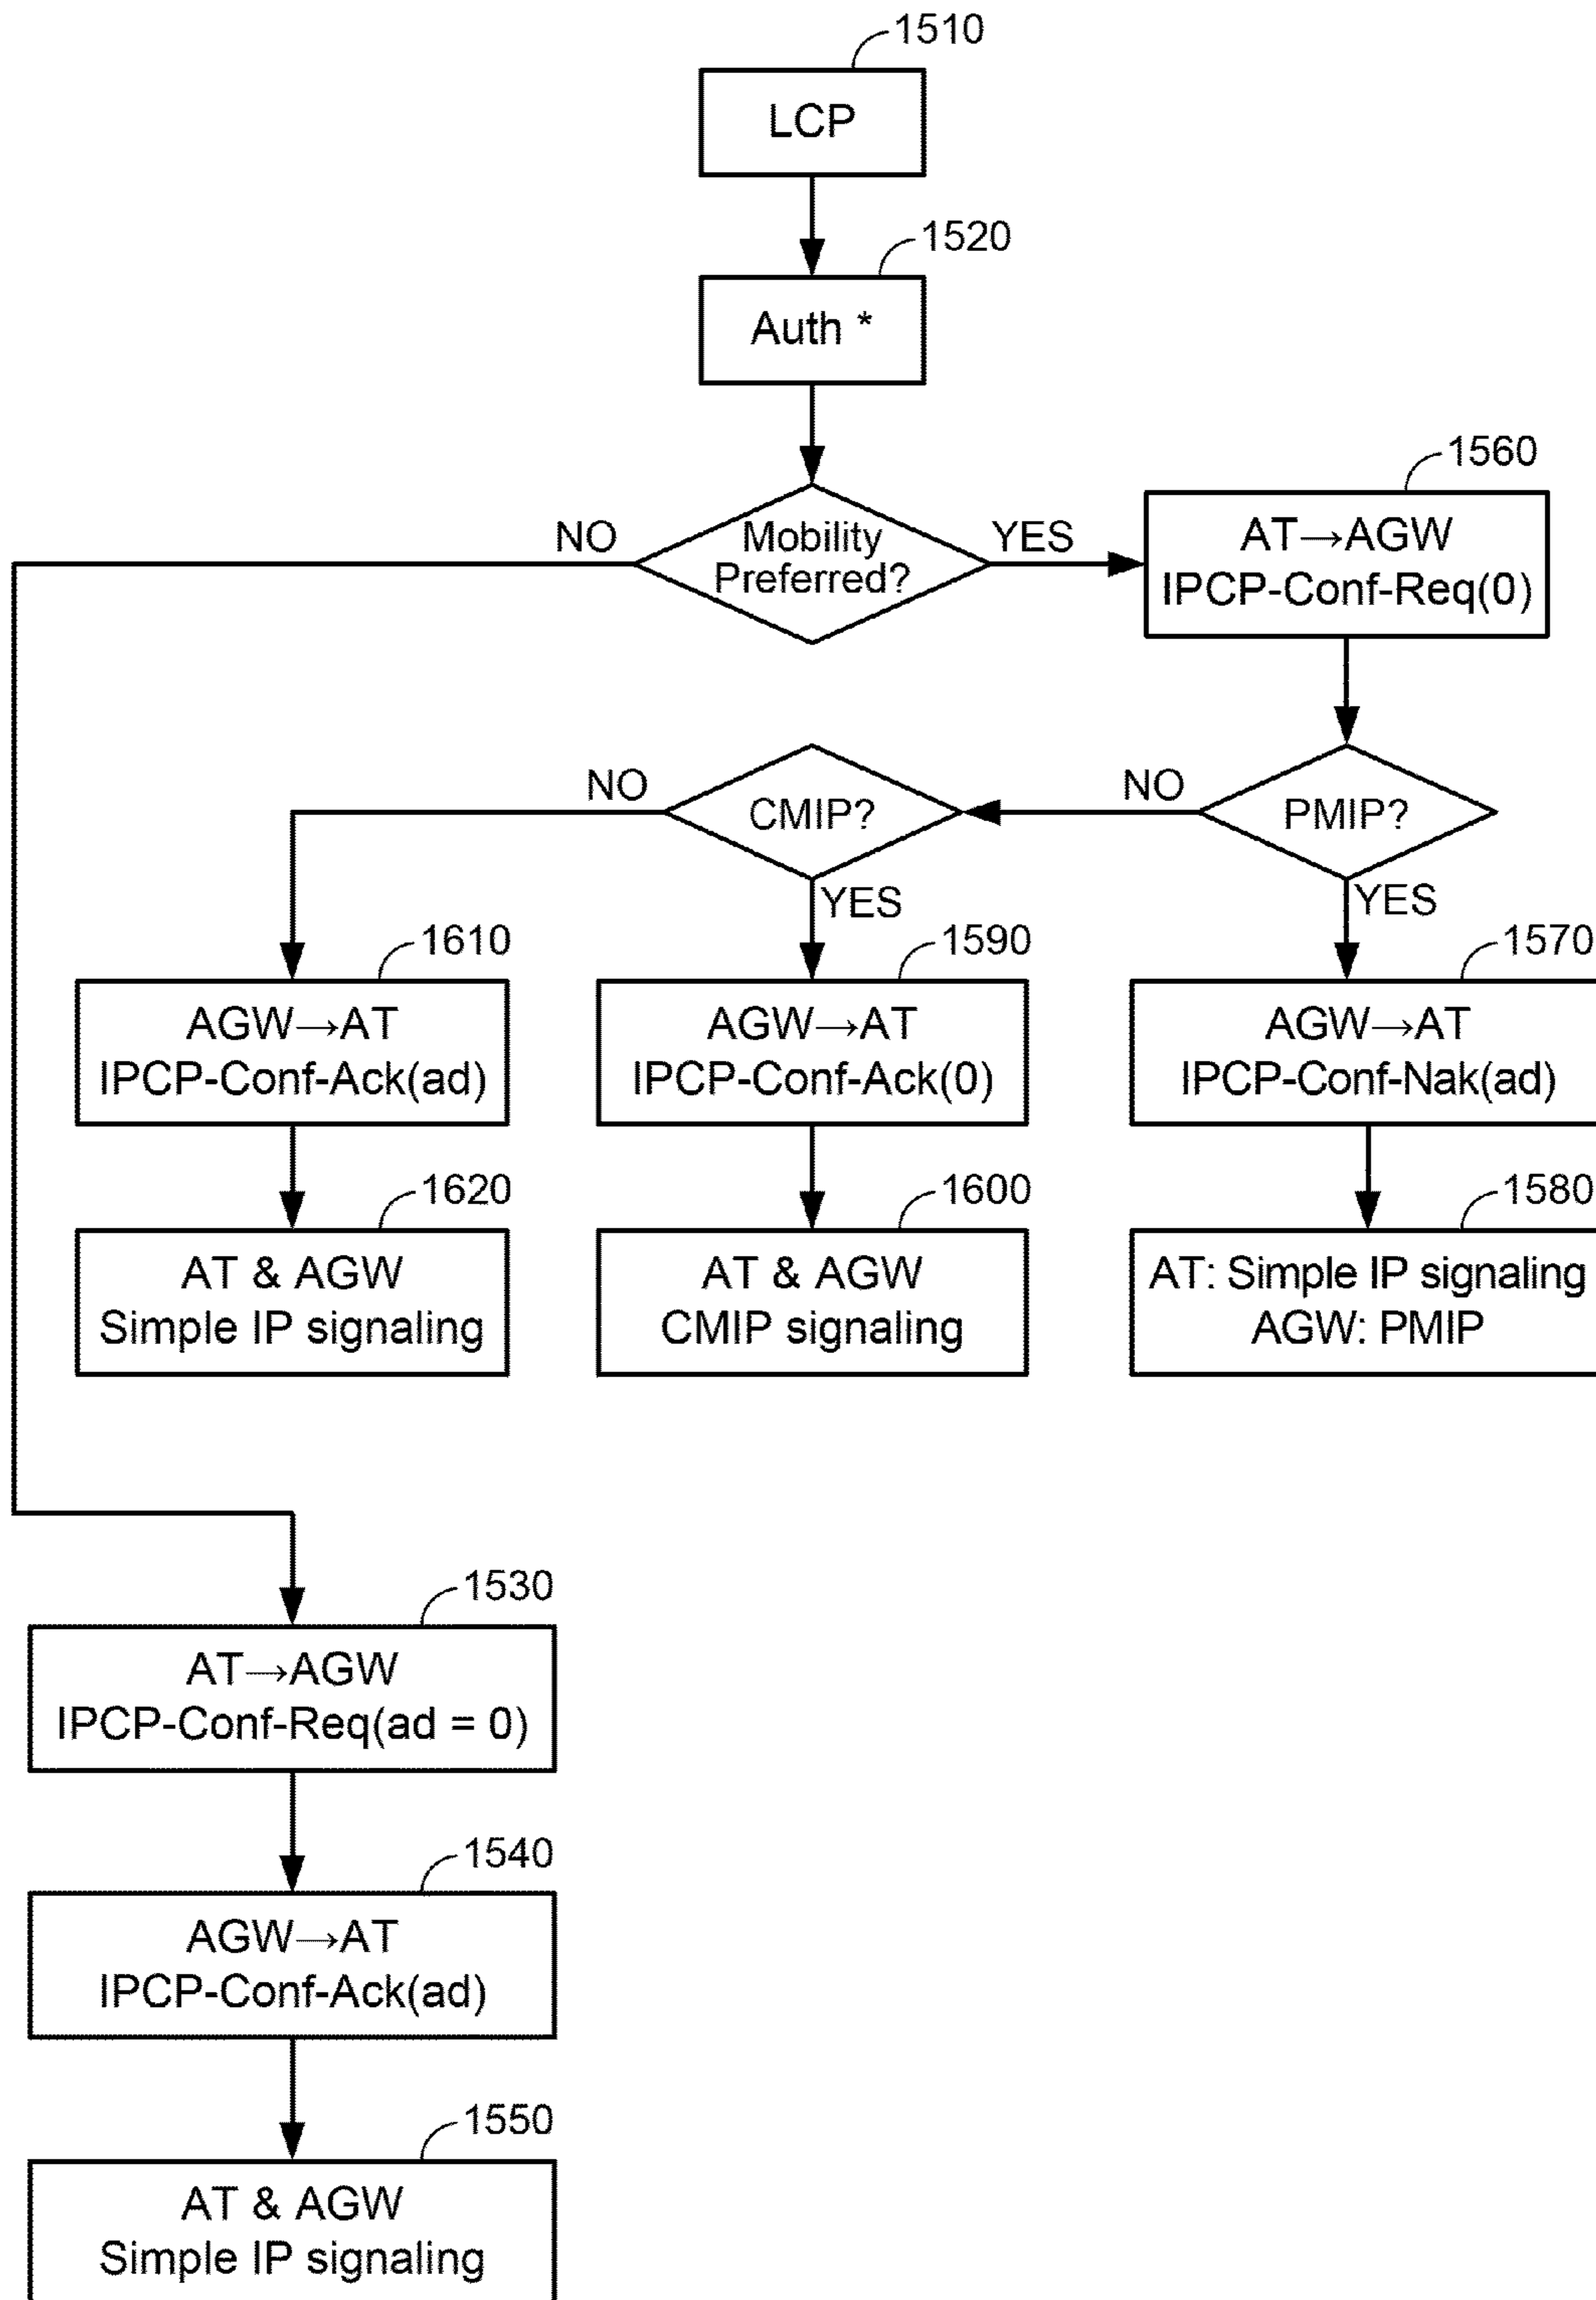 1510
LCP
1520
Auth *
1560
NO
Mobility
Preferred?
YES
AT→AGW
IPCP-Conf-Req(0)
NO
CMIP?
NO
PMIP?
YES
YES
1610
1590
1570
AGW→AT
IPCP-Conf-Ack(ad)
AGW→AT
IPCP-Conf-Ack(0)
AGW→AT
IPCP-Conf-Nak(ad)
1620
1600
1580
AT & AGW
Simple IP signaling
AT & AGW
CMIP signaling
AT: Simple IP signaling
AGW: PMIP
1530
AT→AGW
IPCP-Conf-Req(ad = 0)
1540
AGW→AT
IPCP-Conf-Ack(ad)
1550
AT & AGW
Simple IP signaling